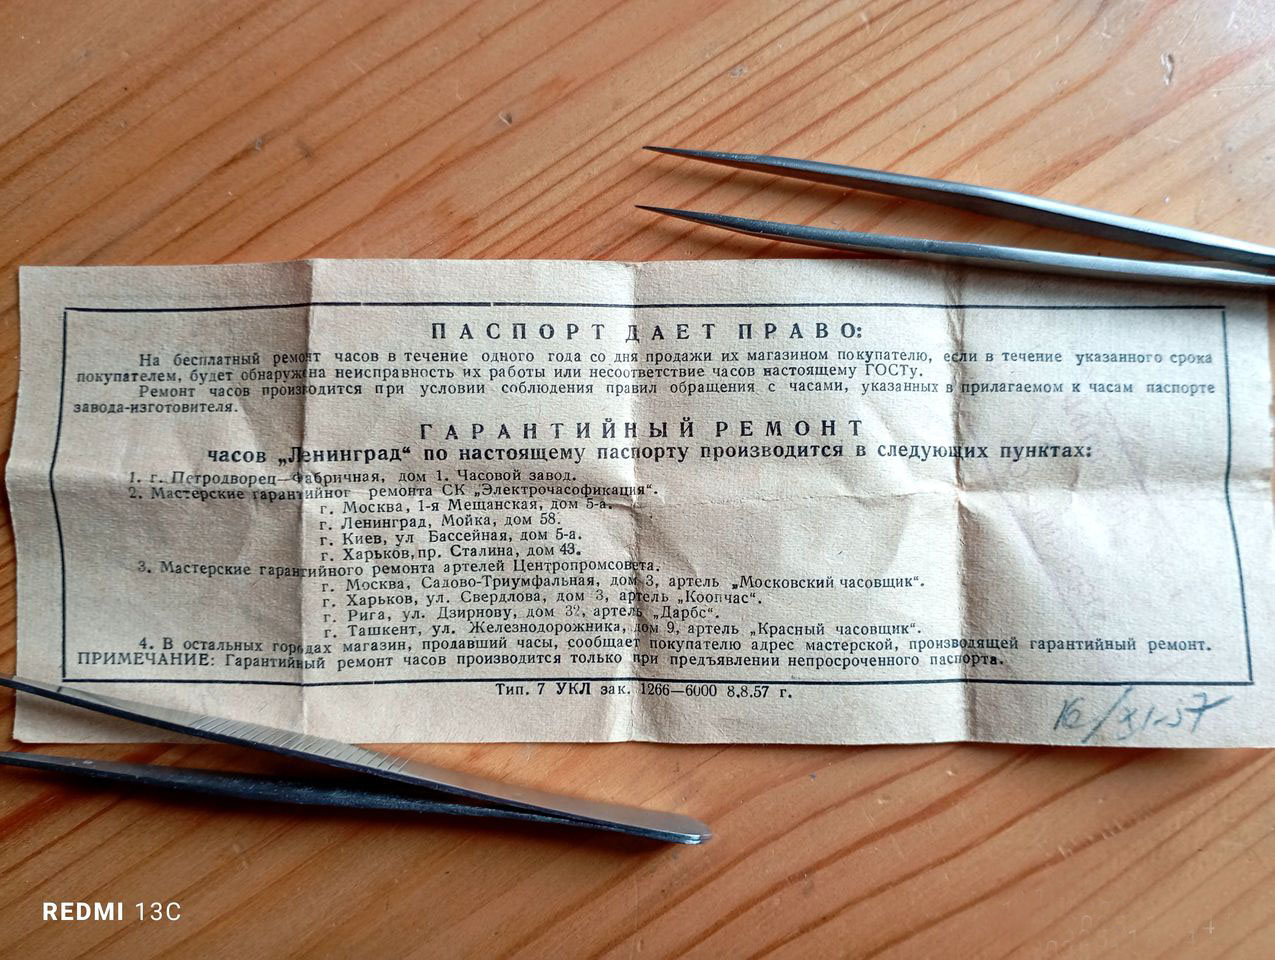 ПАСПОРТ ДАЕТ ПРАВО:
На бесплатный ремонт часов в течение одного года со дня продажи их магазином покупателю, если в течение указанного срока
покупателем, будет обнаружена неисправность их работы или несоответствие часов настоящему ГОСТу.
Ремонт часов производится при условии соблюдения правил обращения с часами, указанных в прилагаемом к часам паспорте
завода-изготовителя.
ГАРАНТИЙНЫЙ РЕМОНТ
часов „Ленинград“ по настоящему паспорту производится в следующих пунктах:
1. г. Петродворец—Фабричная, дом 1. Часовой завод.
2. Мастерские гарантийног ремонта СК „Электрочасофикация“.
г. Москва, 1-я Мещанская, дом 5-а.
г. Ленинград, Мойка, дом 58.
г. Киев, ул Бассейная, дом 5-а.
г. Харьков, пр. Сталина, дом 43.
3. Мастерские гарантийного ремонта артелей Центропромсовета.
г. Москва, Садово-Триумфальная, дом 3, артель „Московский часовщик“.
г. Харьков, ул. Свердлова, дом 3, артель „Коопчас“.
г. Рига, ул. Дзирнову, дом 32, артель „Дарбс“.
г. Ташкент, ул. Железнодорожника, дом 9, артель „Красный часовщик“.
4. В остальных городах магазин, продавший часы, сообщает покупателю адрес мастерской, производящей гарантийный ремонт.
ПРИМЕЧАНИЕ: Гарантийный ремонт часов производится только при предъявлении непросроченного паспорта.
Тип. 7 УКЛ зак. 1266—6000 8.8.57 г.
16/XI-57
REDMI 13C